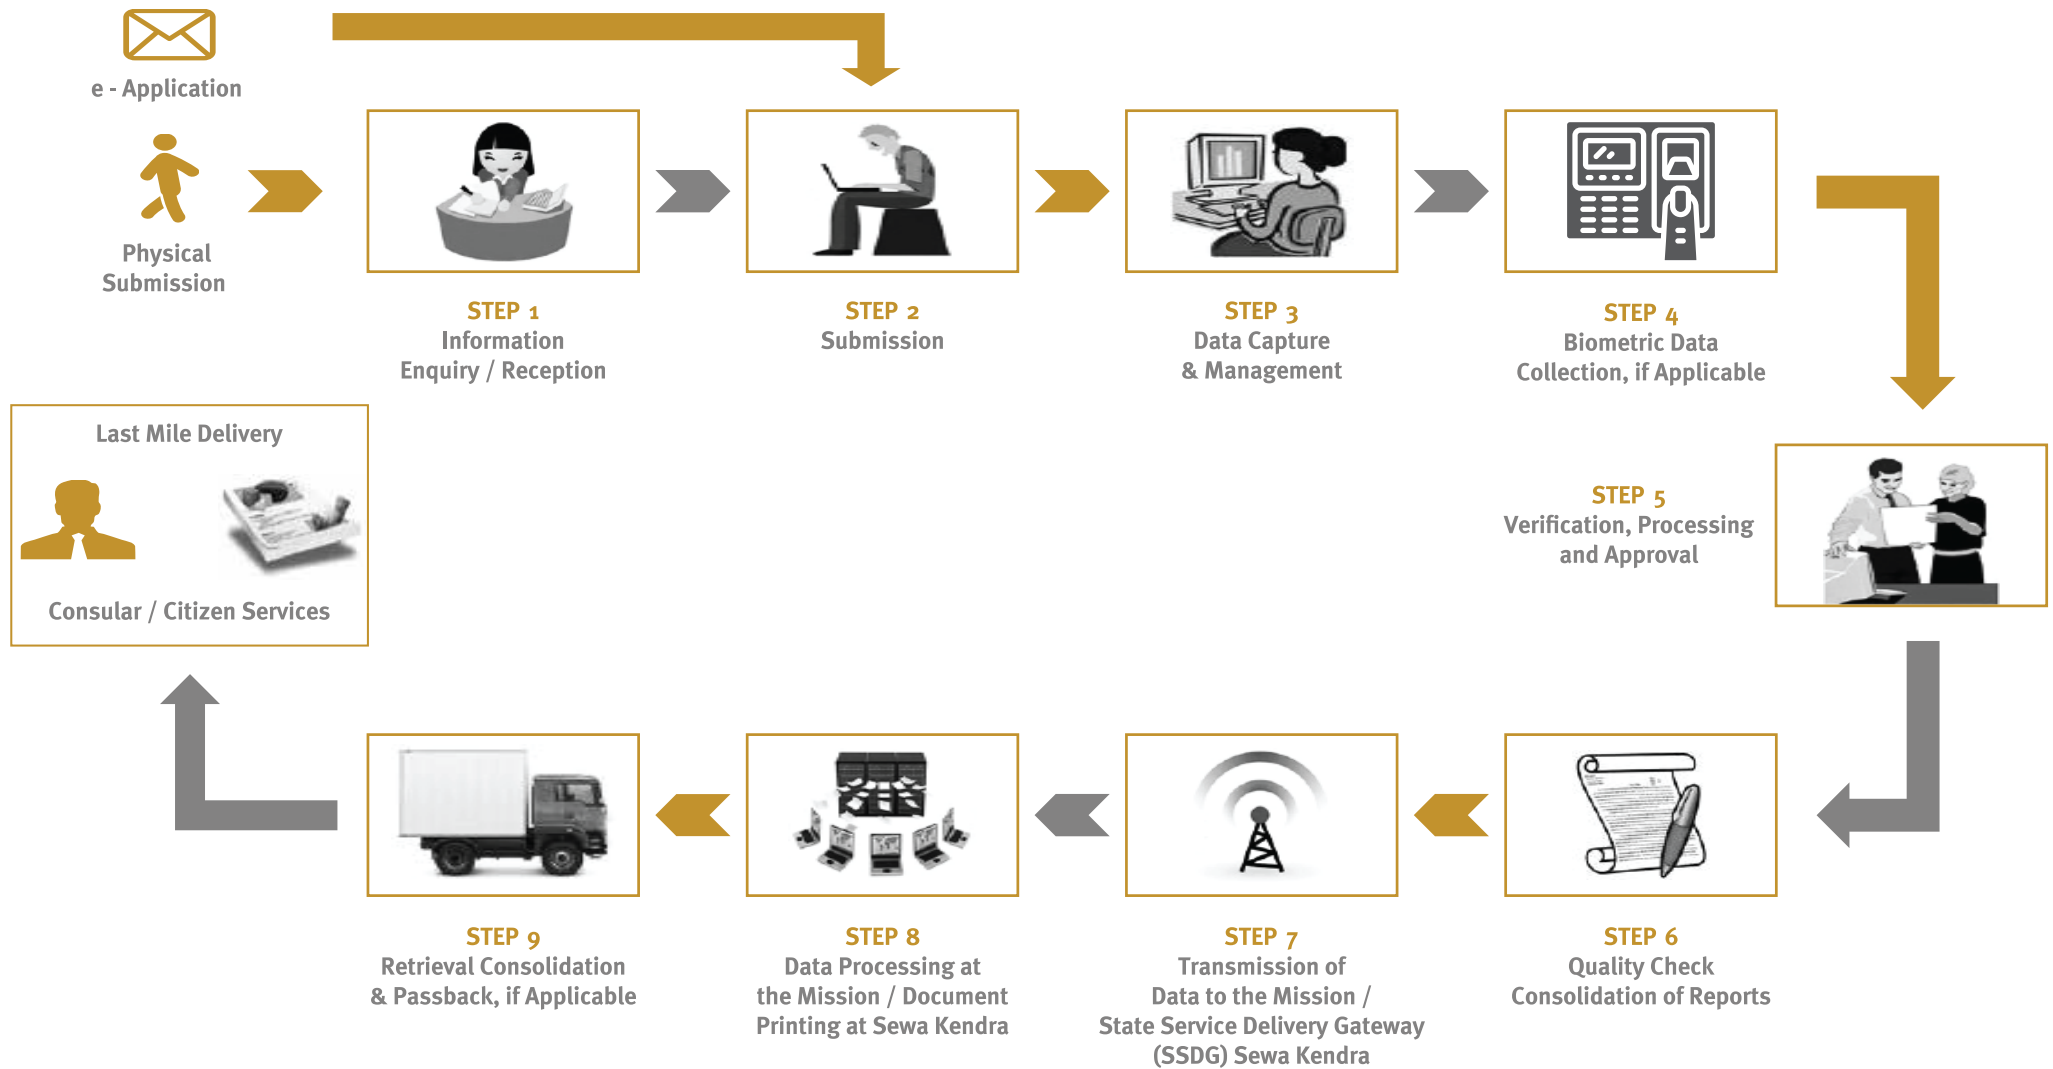 e - Application
Physical
Submission
STEP 1
Information
Enquiry / Reception
STEP 2
Submission
STEP 3
Data Capture
& Management
STEP 4
Biometric Data
Collection, if Applicable
STEP 5
Verification, Processing
and Approval
STEP 6
Quality Check
Consolidation of Reports
STEP 7
Transmission of
Data to the Mission /
State Service Delivery Gateway
(SSDG) Sewa Kendra
STEP 8
Data Processing at
the Mission / Document
Printing at Sewa Kendra
STEP 9
Retrieval Consolidation
& Passback, if Applicable
Last Mile Delivery
Consular / Citizen Services